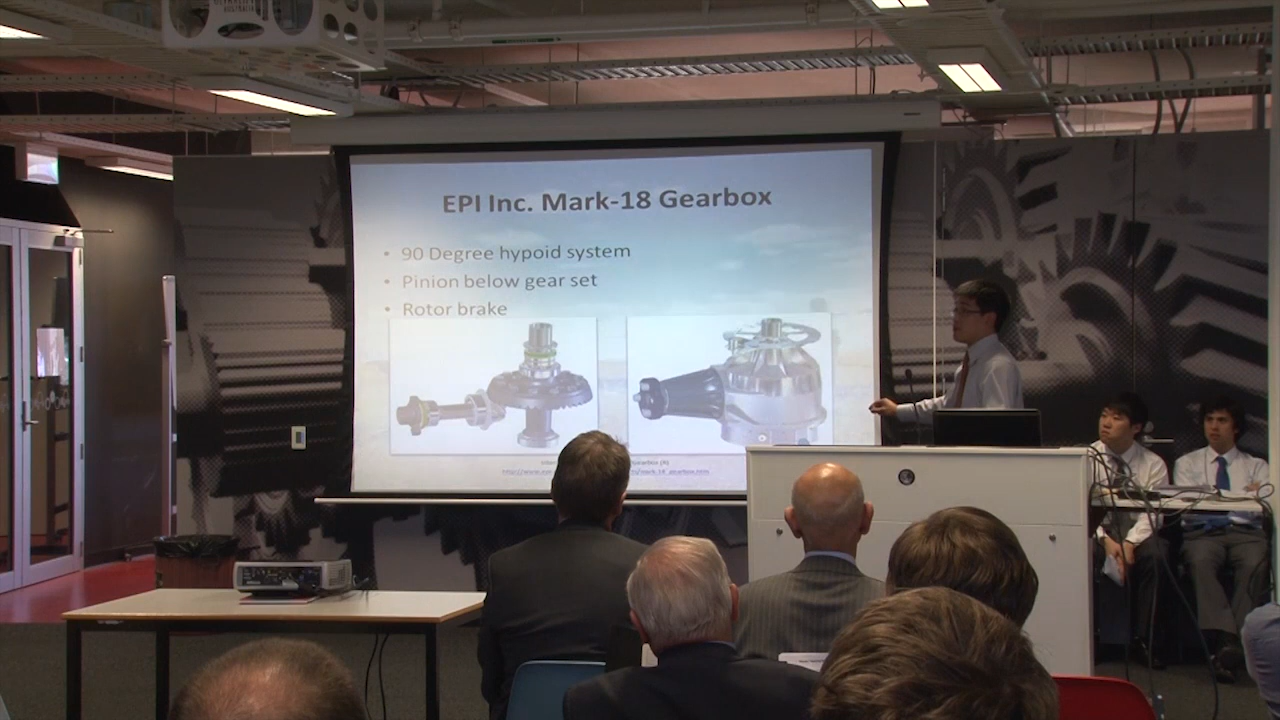 EPI Inc. Mark-18 Gearbox
• 90 Degree hypoid system
• Pinion below gear set
• Rotor brake